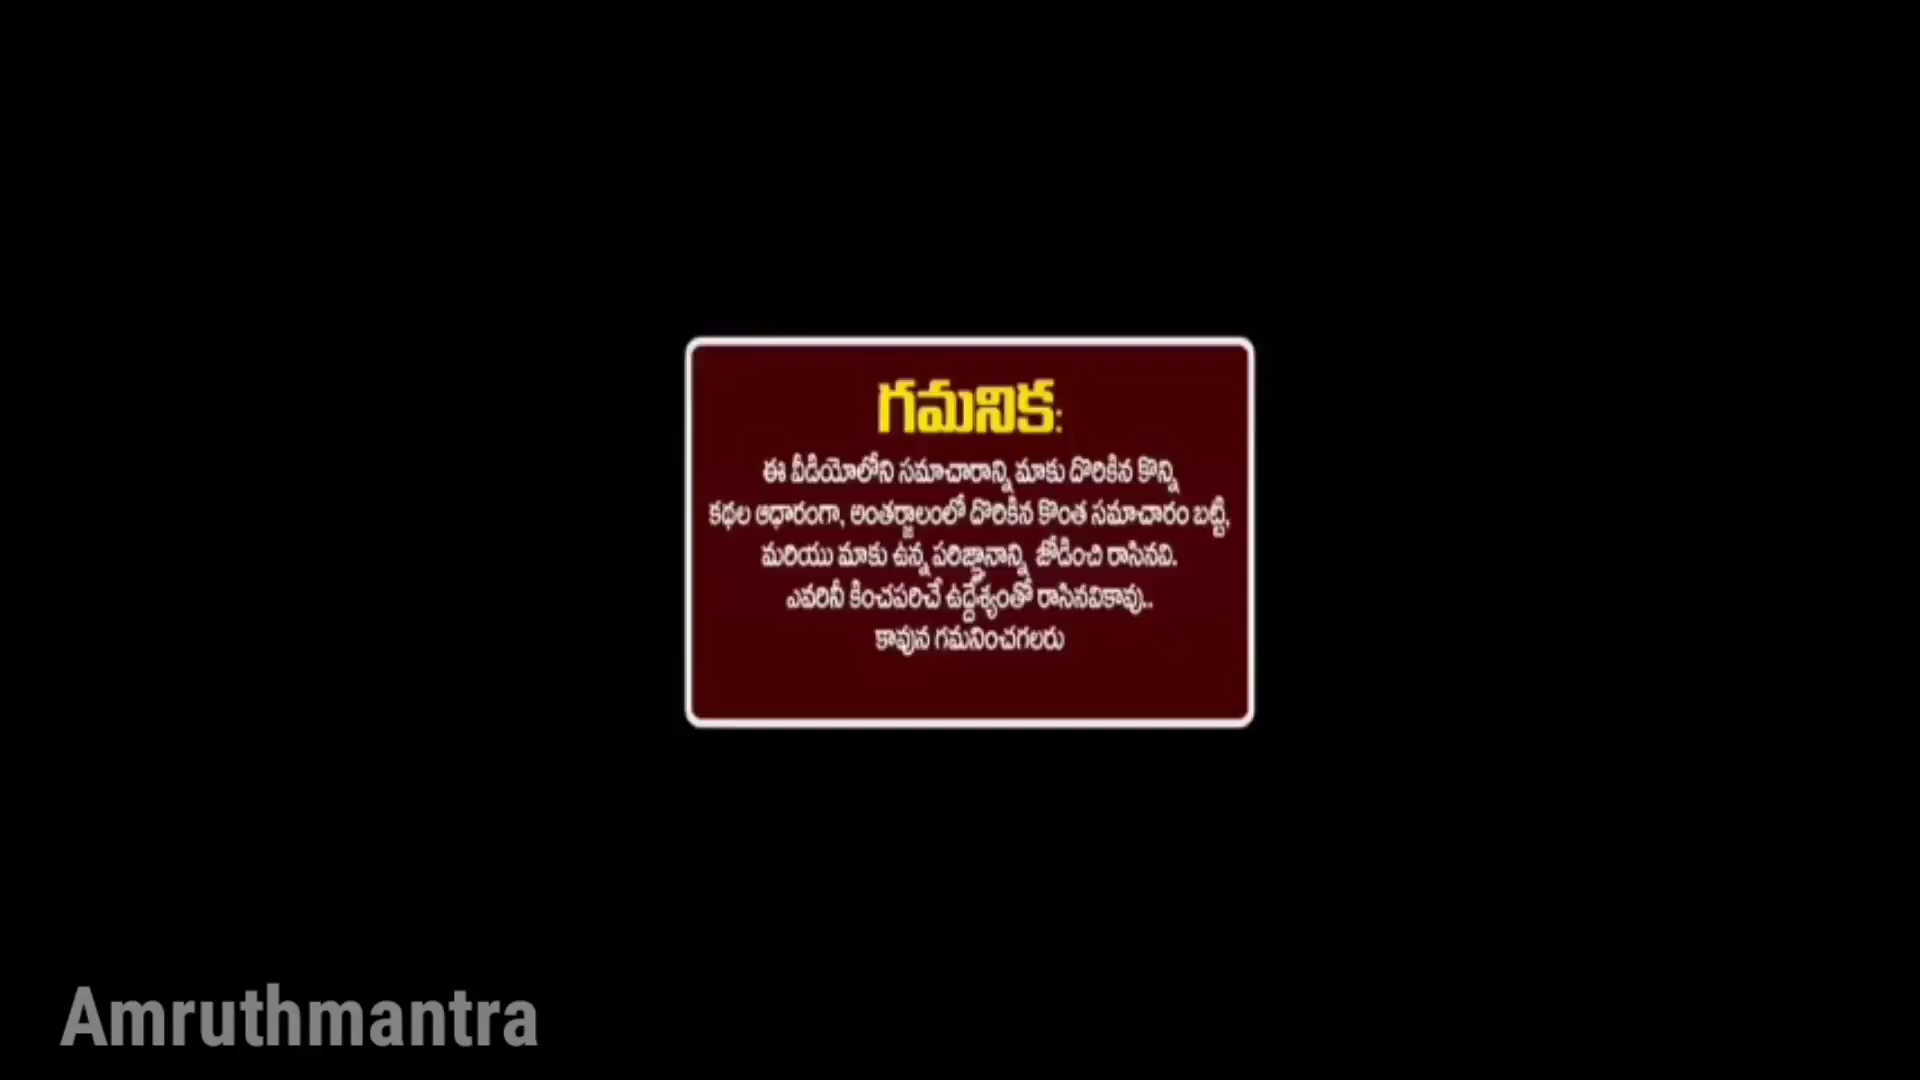 గమనిక:
ఈ వీడియోలోని సమాచారాన్ని మాకు దొరికిన కొన్ని
కథల ఆధారంగా, అంతర్జాలంలో దొరికిన కొంత సమాచారం బట్టి,
మరియు మాకు ఉన్న పరిజ్ఞానాన్ని జోడించి రాసినవి.
ఎవరినీ కించపరిచే ఉద్దేశ్యంతో రాసినవికావు..
కావున గమనించగలరు
Amruthmantra